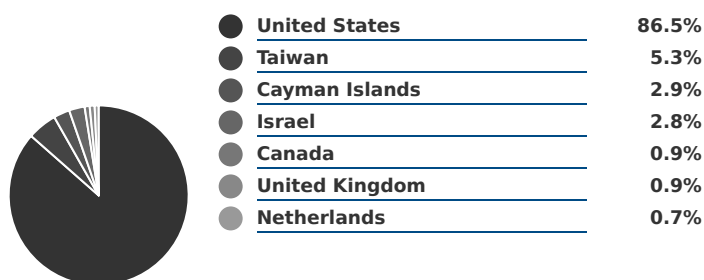 United States 86.5%
Taiwan 5.3%
Cayman Islands 2.9%
Israel 2.8%
Canada 0.9%
United Kingdom 0.9%
Netherlands 0.7%